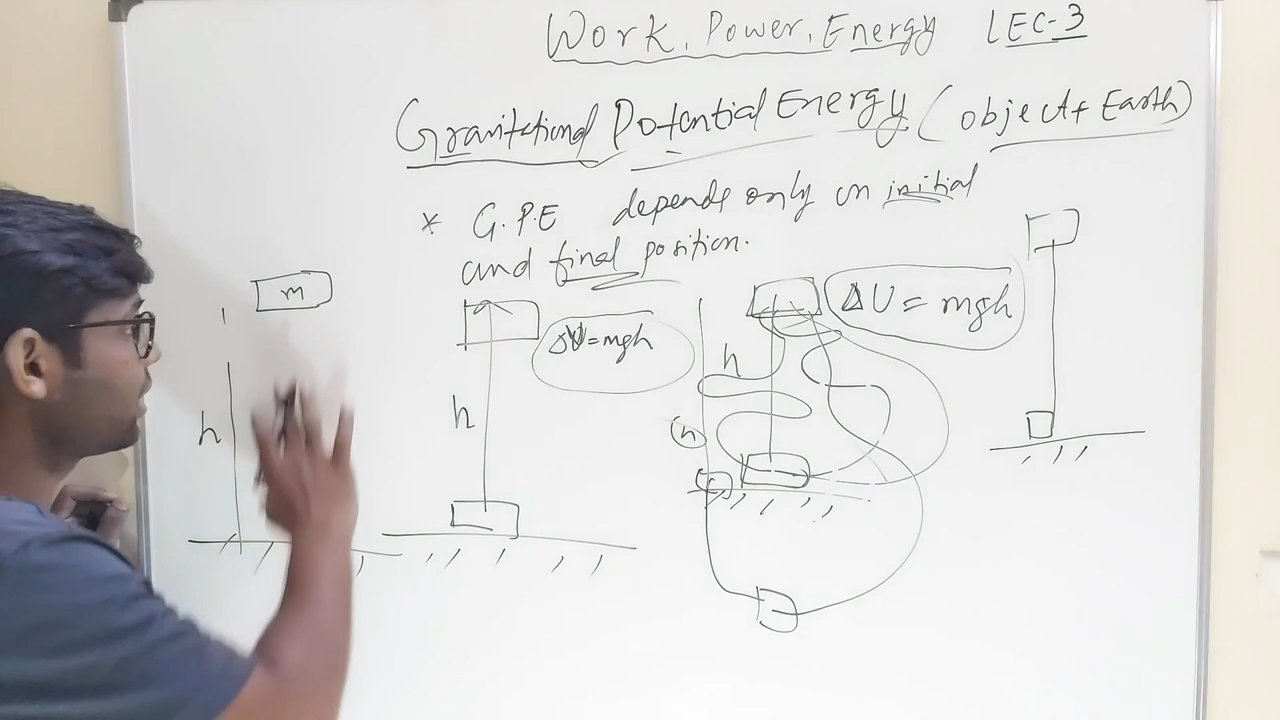 Work, Power, Energy LEC-3
Gravitational Potential Energy (object + Earth)
* G.P.E depends only on initial
and final position.
m
h
h
ΔU=mgh
h
(h)
ΔU = mgh